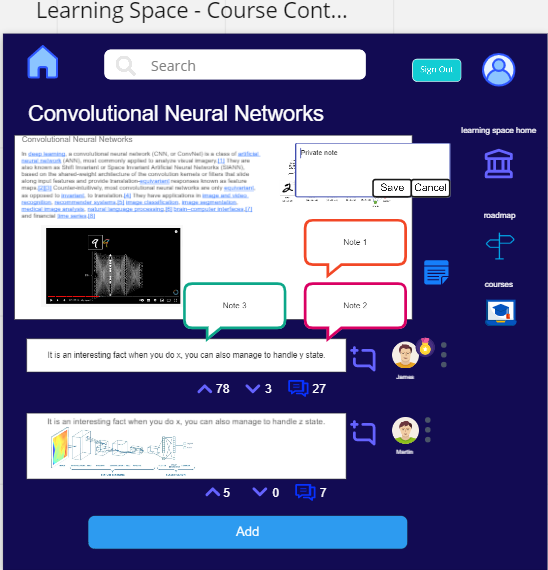 Learning Space - Course Cont...
Search
Sign Out
Convolutional Neural Networks
learning space home
Convolutional Neural Networks
In deep learning, a convolutional neural network (CNN, or ConvNet) is a class of artificial
neural network (ANN), most commonly applied to analyze visual imagery.[1] They are
also known as Shift Invariant or Space Invariant Artificial Neural Networks (SIANN),
based on the shared-weight architecture of the convolution kernels or filters that slide
along input features and provide translation-equivariant responses known as feature
maps.[2][3] Counter-intuitively, most convolutional neural networks are only equivariant,
as opposed to invariant, to translation.[4] They have applications in image and video
recognition, recommender systems,[5] image classification, image segmentation,
medical image analysis, natural language processing,[6] brain–computer interfaces,[7]
and financial time series.[8]
Private note
Save Cancel
roadmap
courses
Note 1
Note 3
Note 2
It is an interesting fact when you do x, you can also manage to handle y state.
James
78 3 27
It is an interesting fact when you do x, you can also manage to handle z state.
Martin
5 0 7
Add